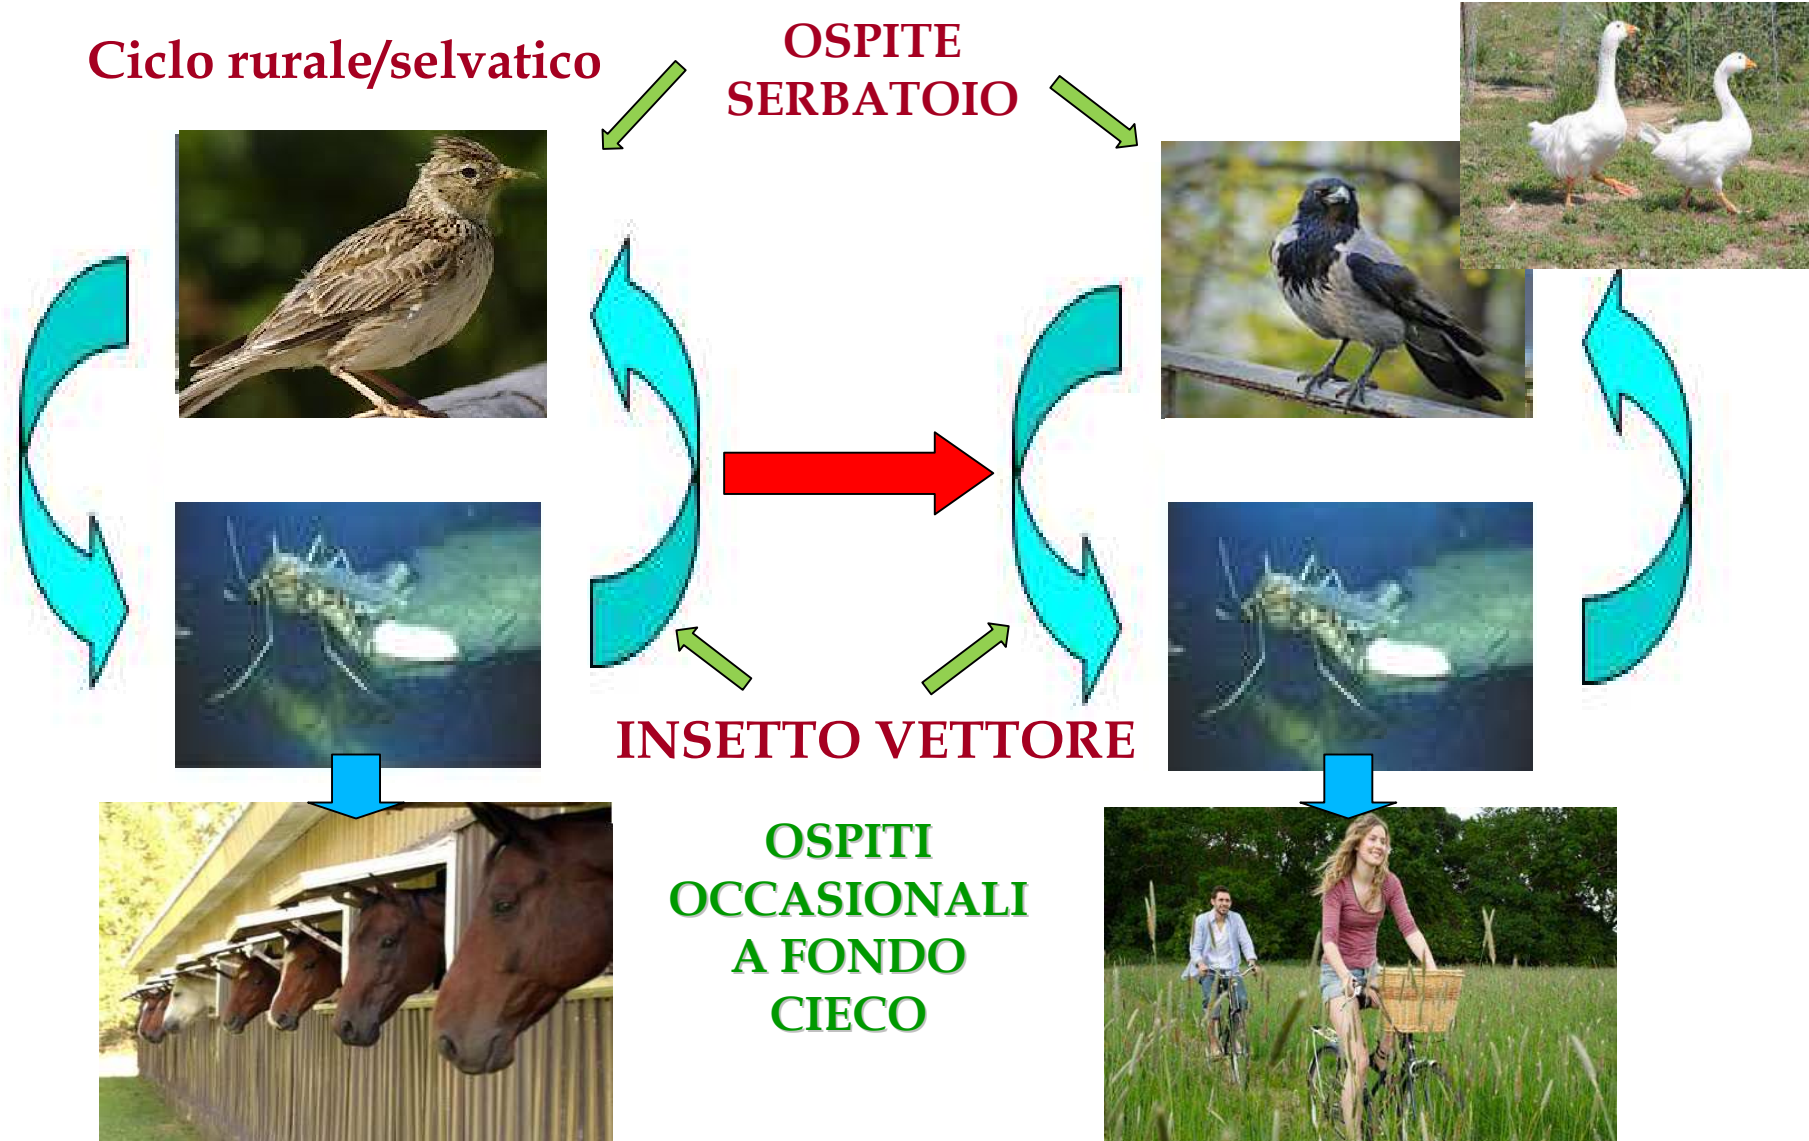 Ciclo rurale/selvatico
OSPITE
SERBATOIO
INSETTO VETTORE
OSPITI
OCCASIONALI
A FONDO
CIECO